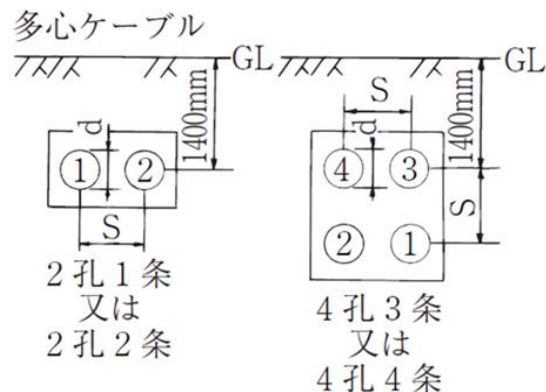 多心ケーブル
GL
GL
1400mm
S
1400mm
d
d
① ②
④ ③
S
S
② ①
2孔1条
又は
2孔2条
4孔3条
又は
4孔4条